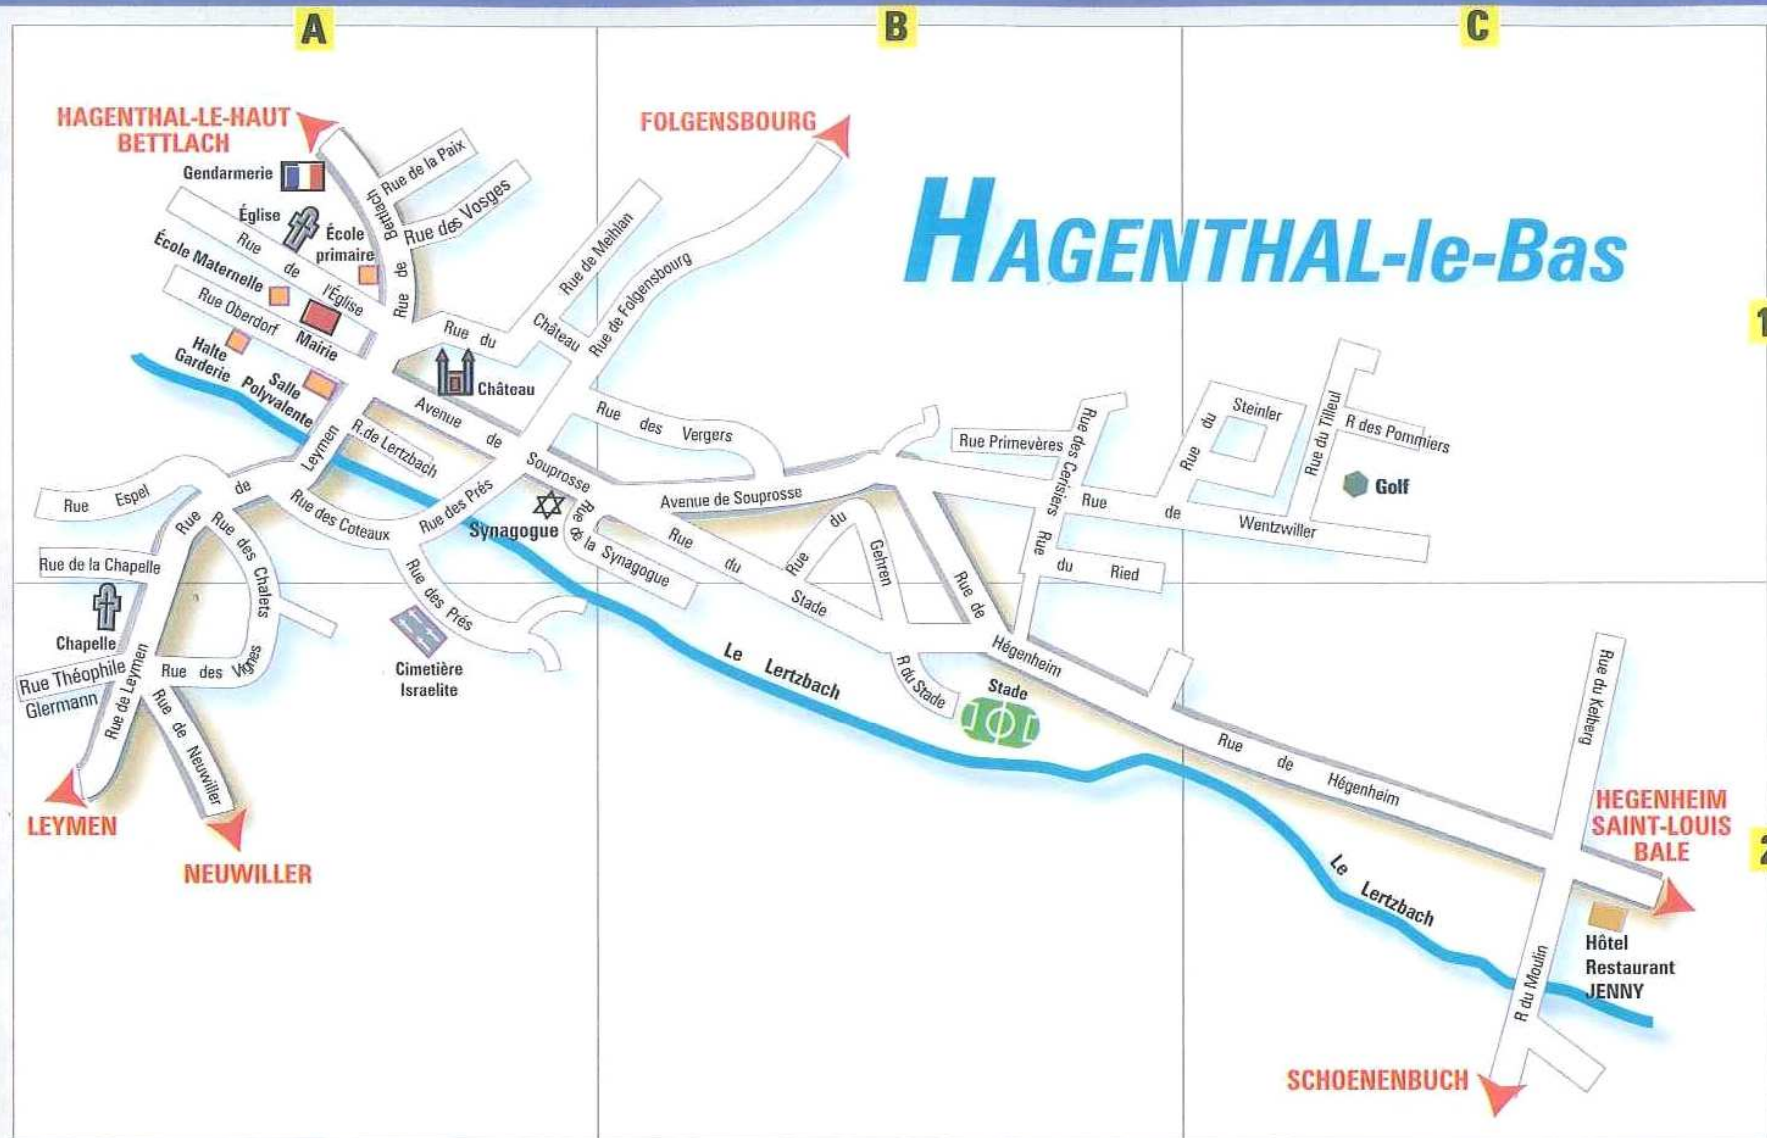 A
B
C
HAGENTHAL-LE-HAUT
BETTLACH
FOLGENSBOURG
HAGENTHAL-le-Bas
Gendarmerie
Rue de la Paix
Rue des Vosges
Rue de Bettlach
Église
École
primaire
Rue de l'Église
École Maternelle
Rue Oberdorf
Mairie
Halte
Garderie
Salle
Polyvalente
Rue du Château
Rue de Meihlan
Rue de Folgensbourg
1
Château
Avenue de Souprosse
R.de Lertzbach
Rue de Leymen
Rue des Vergers
Rue Espel
Rue des Coteaux
Rue des Prés
Synagogue
Rue de la Synagogue
Avenue de Souprosse
Rue Primevères
Rue des Cerisiers
Rue du Steinler
Rue du Tilleul
R des Pommiers
Golf
Rue de Wentzwiller
Rue du Ried
Rue du Gehren
Rue du Stade
Rue de Hégenheim
Rue de la Chapelle
Rue des Chalets
Chapelle
Rue des Vignes
Rue Théophile
Glermann
Rue de Leymen
Rue de Neuwiller
Rue des Prés
Cimetière
Israelite
Le Lertzbach
R du Stade
Stade
Rue de Hégenheim
Rue du Kelberg
LEYMEN
NEUWILLER
HEGENHEIM
SAINT-LOUIS
BALE
2
Le Lertzbach
Hôtel
Restaurant
JENNY
R du Moulin
SCHOENENBUCH